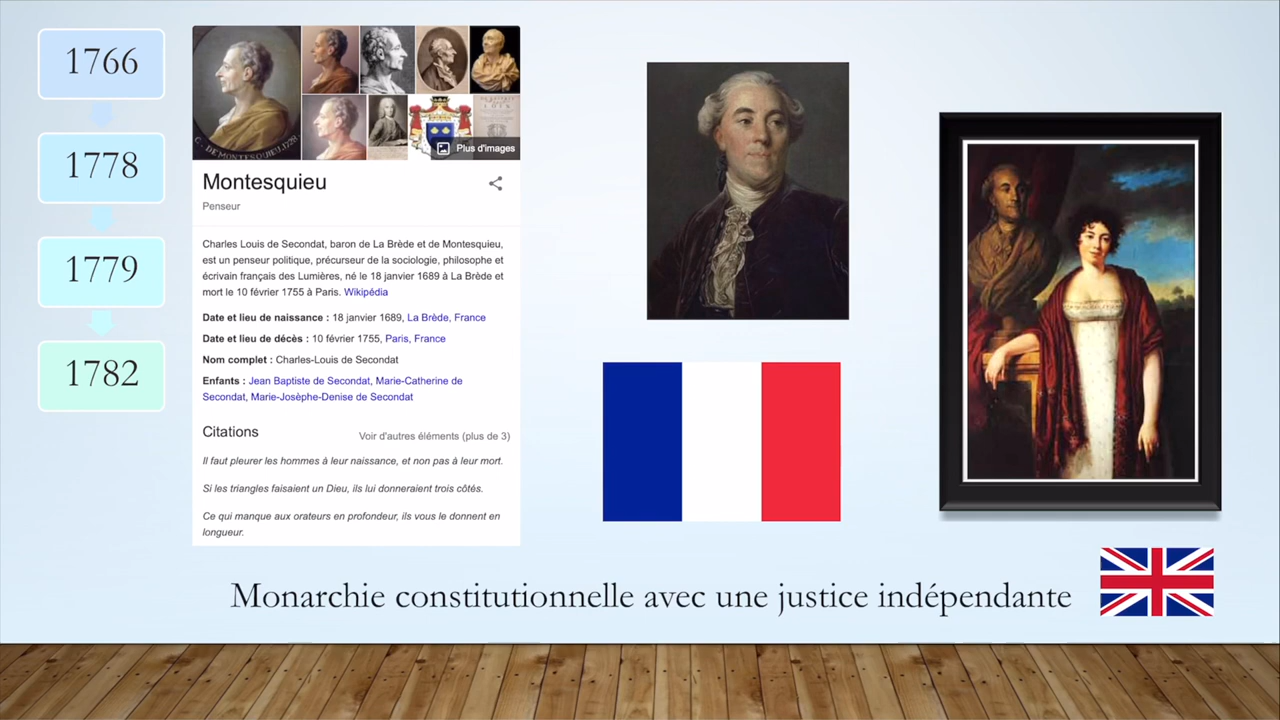 1766
1778
1779
1782
C. DE MONTESQUIEU. 1728
Plus d'images
Montesquieu
Penseur
Charles Louis de Secondat, baron de La Brède et de Montesquieu,
est un penseur politique, précurseur de la sociologie, philosophe et
écrivain français des Lumières, né le 18 janvier 1689 à La Brède et
mort le 10 février 1755 à Paris. Wikipédia
Date et lieu de naissance : 18 janvier 1689, La Brède, France
Date et lieu de décès : 10 février 1755, Paris, France
Nom complet : Charles-Louis de Secondat
Enfants : Jean Baptiste de Secondat, Marie-Catherine de
Secondat, Marie-Josèphe-Denise de Secondat
Citations
Voir d'autres éléments (plus de 3)
Il faut pleurer les hommes à leur naissance, et non pas à leur mort.
Si les triangles faisaient un Dieu, ils lui donneraient trois côtés.
Ce qui manque aux orateurs en profondeur, ils vous le donnent en
longueur.
Monarchie constitutionnelle avec une justice indépendante